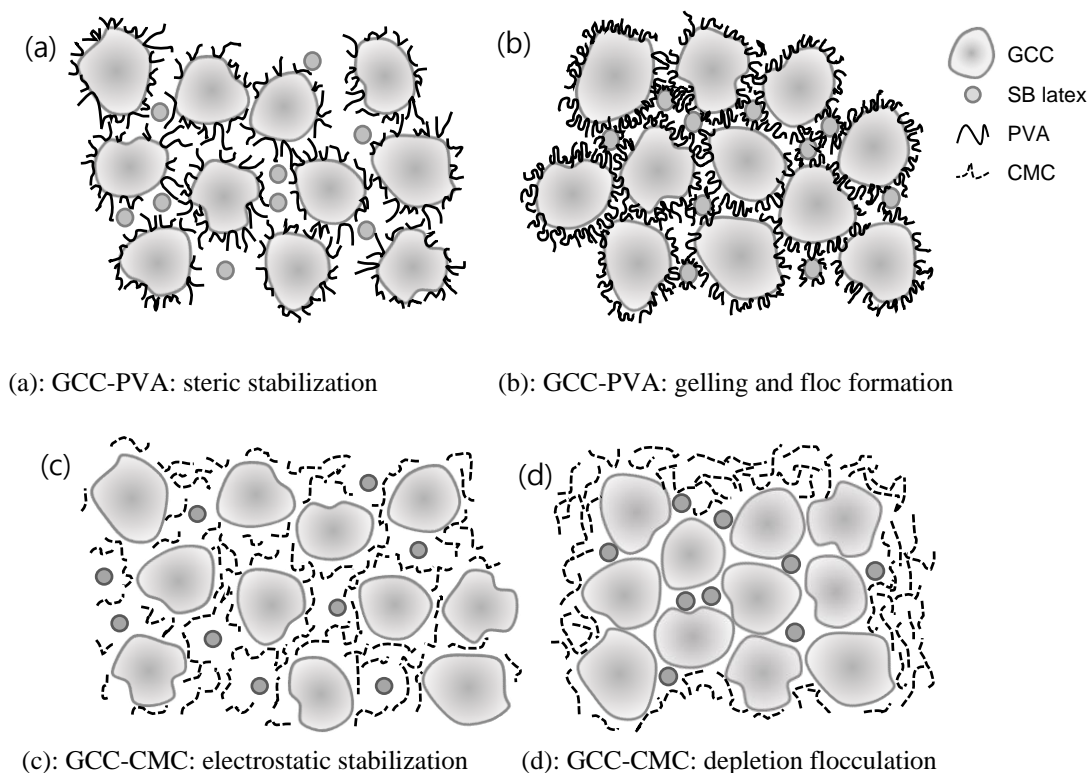 (a)
(b)
GCC
SB latex
PVA
CMC
(a): GCC-PVA: steric stabilization
(b): GCC-PVA: gelling and floc formation
(c)
(d)
(c): GCC-CMC: electrostatic stabilization
(d): GCC-CMC: depletion flocculation